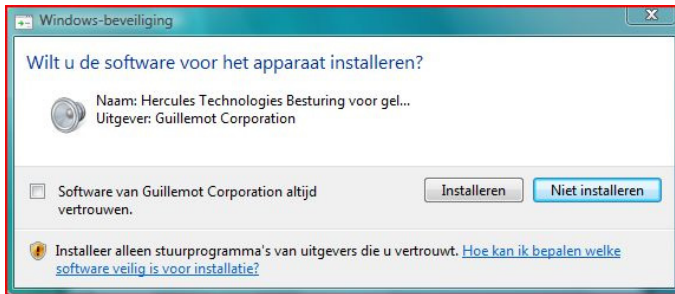 Windows-beveiliging
Wilt u de software voor het apparaat installeren?
Naam: Hercules Technologies Besturing voor gel...
Uitgever: Guillemot Corporation
Software van Guillemot Corporation altijd
vertrouwen.
Installeren
Niet installeren
Installeer alleen stuurprogramma's van uitgevers die u vertrouwt. Hoe kan ik bepalen welke
software veilig is voor installatie?